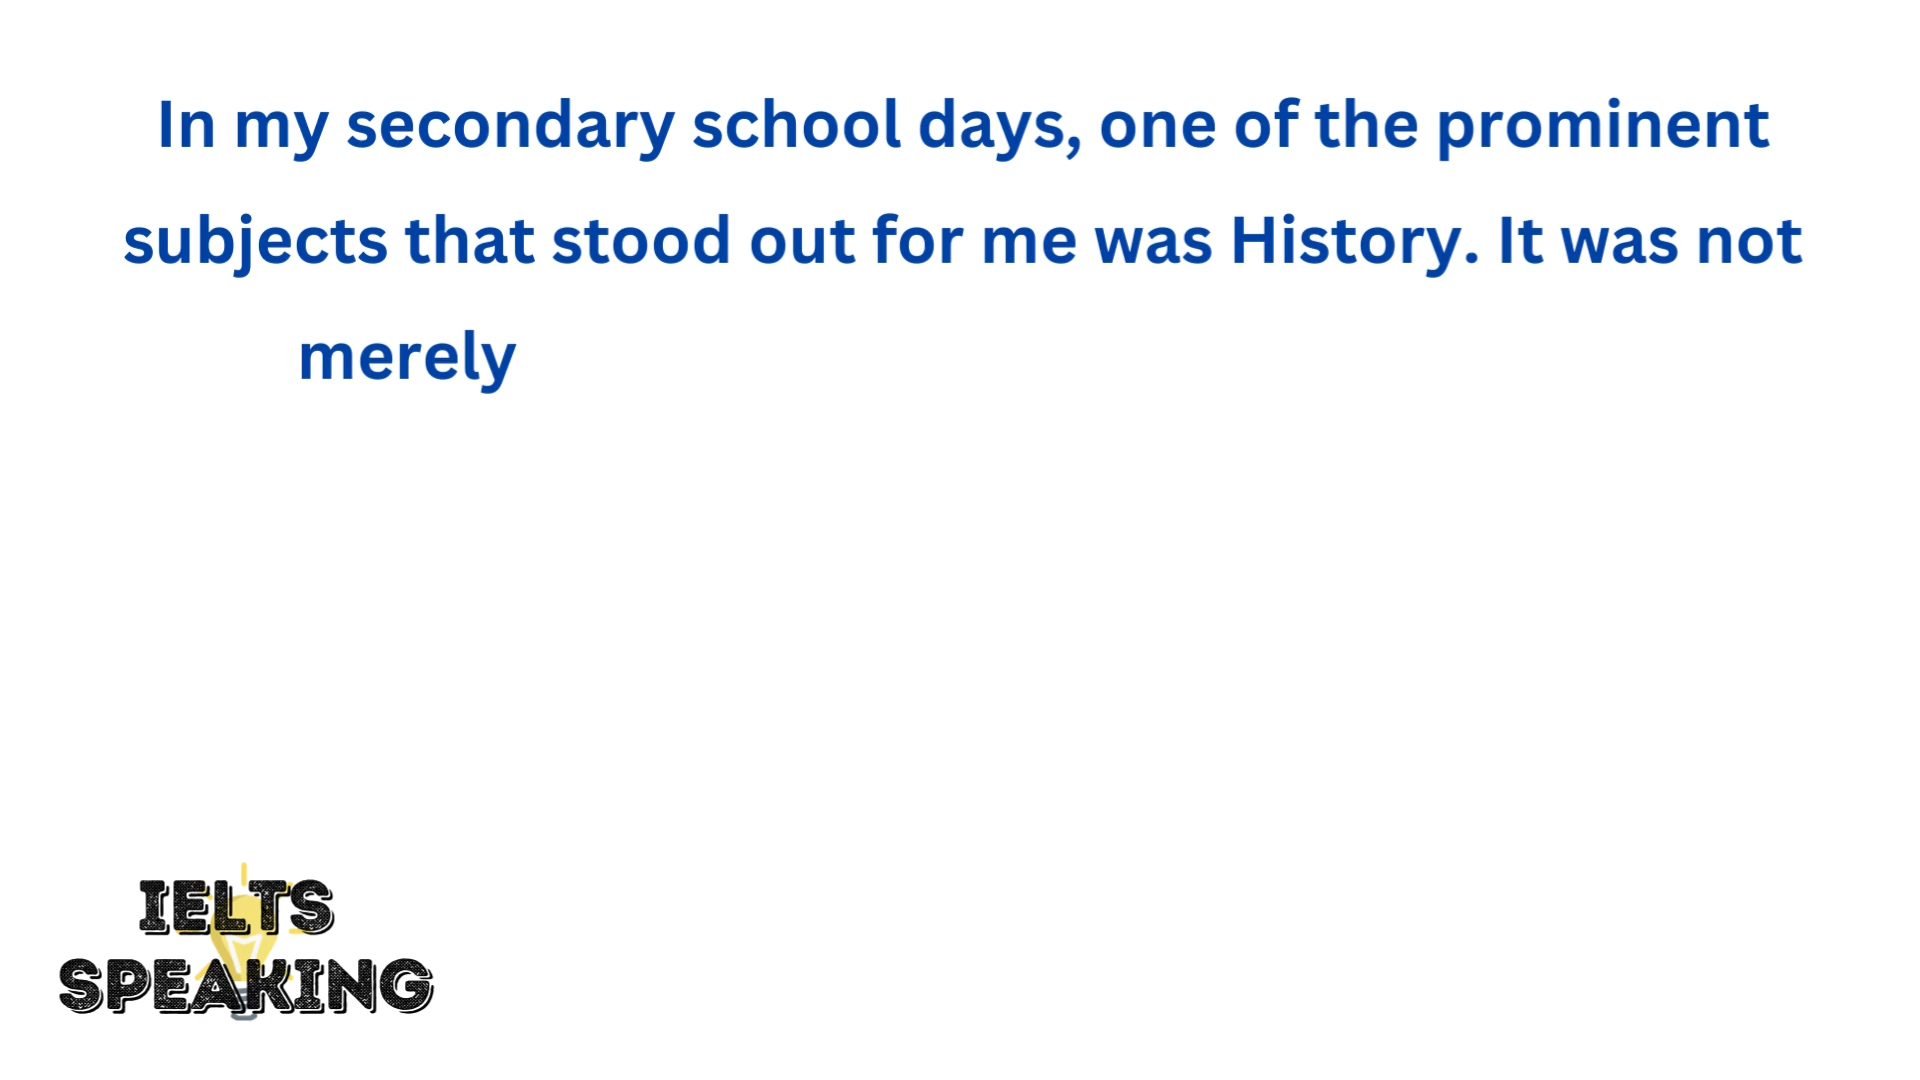 In my secondary school days, one of the prominent
subjects that stood out for me was History. It was not
merely
IELTS
SPEAKING